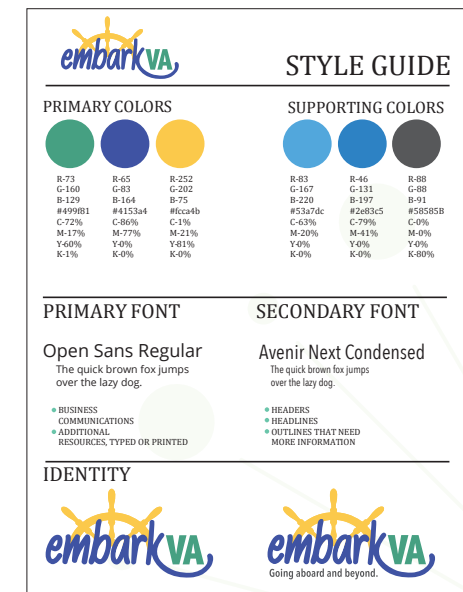 embarkVA
STYLE GUIDE
PRIMARY COLORS
R-73
G-160
B-129
#499f81
C-72%
M-17%
Y-60%
K-1%
R-65
G-83
B-164
#4153a4
C-86%
M-77%
Y-0%
K-0%
R-252
G-202
B-75
#fcca4b
C-1%
M-21%
Y-81%
K-0%
SUPPORTING COLORS
R-83
G-167
B-220
#53a7dc
C-63%
M-20%
Y-0%
K-0%
R-46
G-131
B-197
#2e83c5
C-79%
M-41%
Y-0%
K-0%
R-88
G-88
B-91
#58585B
C-0%
M-0%
Y-0%
K-80%
PRIMARY FONT
Open Sans Regular
The quick brown fox jumps
over the lazy dog.
BUSINESS
COMMUNICATIONS
ADDITIONAL
RESOURCES, TYPED OR PRINTED
SECONDARY FONT
Avenir Next Condensed
The quick brown fox jumps
over the lazy dog.
HEADERS
HEADLINES
OUTLINES THAT NEED
MORE INFORMATION
IDENTITY
embarkVA
embarkVA
Going aboard and beyond.